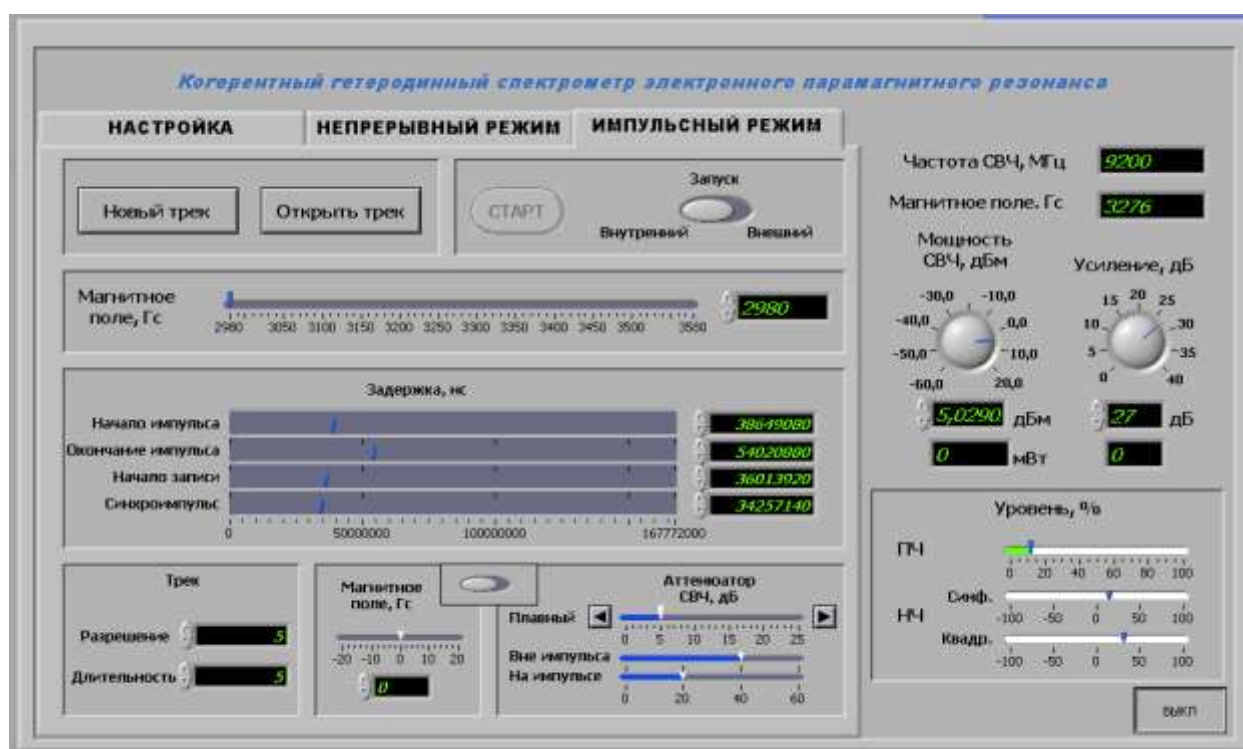 Когерентный гетеродинный спектрометр электронного парамагнитного резонанса
НАСТРОЙКА
НЕПРЕРЫВНЫЙ РЕЖИМ
ИМПУЛЬСНЫЙ РЕЖИМ
Новый трек
Открыть трек
СТАРТ
Запуск
Внутренний Внешний
Магнитное
поле, Гс
2980 3050 3100 3150 3200 3250 3300 3350 3400 3450 3500 3580
2980
Задержка, нс
Начало импульса 38649080
Окончание импульса 54020880
Начало записи 36013920
Синхроимпульс 34257140
0 50000000 100000000 167772000
Трек
Разрешение 5
Длительность 5
Магнитное
поле, Гс
-20 -10 0 10 20
0
Аттенюатор
СВЧ, дБ
Плавный
0 5 10 15 20 25
Вне импульса
На импульсе
0 20 40 60
Частота СВЧ, МГц 9200
Магнитное поле. Гс 3276
Мощность
СВЧ, дБм
-30,0 -10,0
-40,0 0,0
-50,0 10,0
-60,0 20,0
5,0290 дБм
0 мВт
Усиление, дБ
15 20 25
10 30
5 35
0 40
27 дБ
0
Уровень, %
ПЧ
0 20 40 60 80 100
НЧ
Синф.
-100 -50 0 50 100
Квадр.
-100 -50 0 50 100
ВЫКЛ